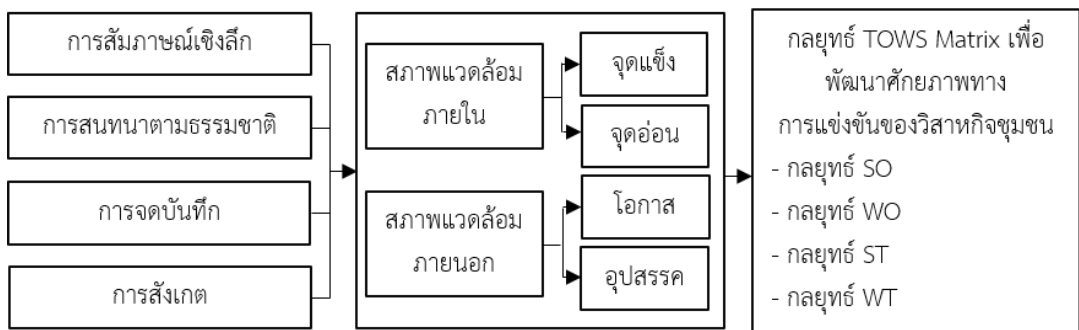 การสัมภาษณ์เชิงลึก
การสนทนาตามธรรมชาติ
การจดบันทึก
การสังเกต
สภาพแวดล้อม
ภายใน
จุดแข็ง
จุดอ่อน
สภาพแวดล้อม
ภายนอก
โอกาส
อุปสรรค
กลยุทธ์ TOWS Matrix เพื่อ
พัฒนาศักยภาพทาง
การแข่งขันของวิสาหกิจชุมชน
- กลยุทธ์ SO
- กลยุทธ์ WO
- กลยุทธ์ ST
- กลยุทธ์ WT